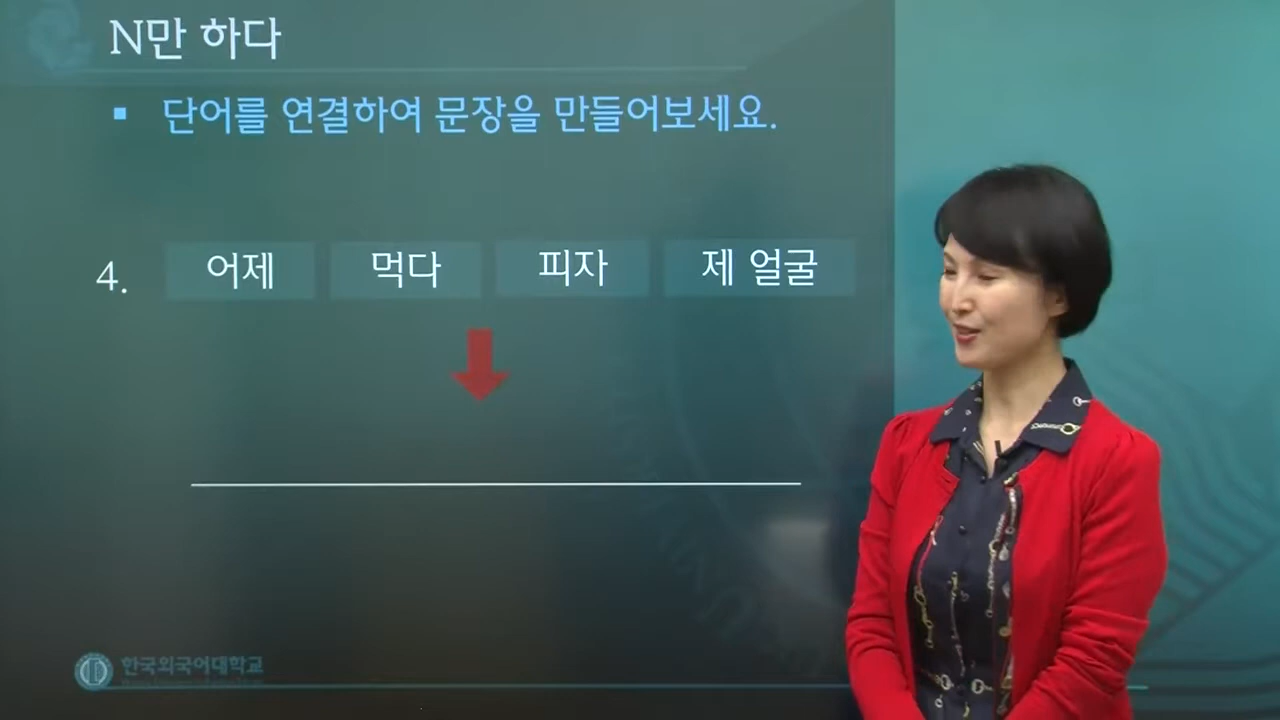 N만 하다
▪ 단어를 연결하여 문장을 만들어보세요.
4. 어제 먹다 피자 제 얼굴
한국외국어대학교